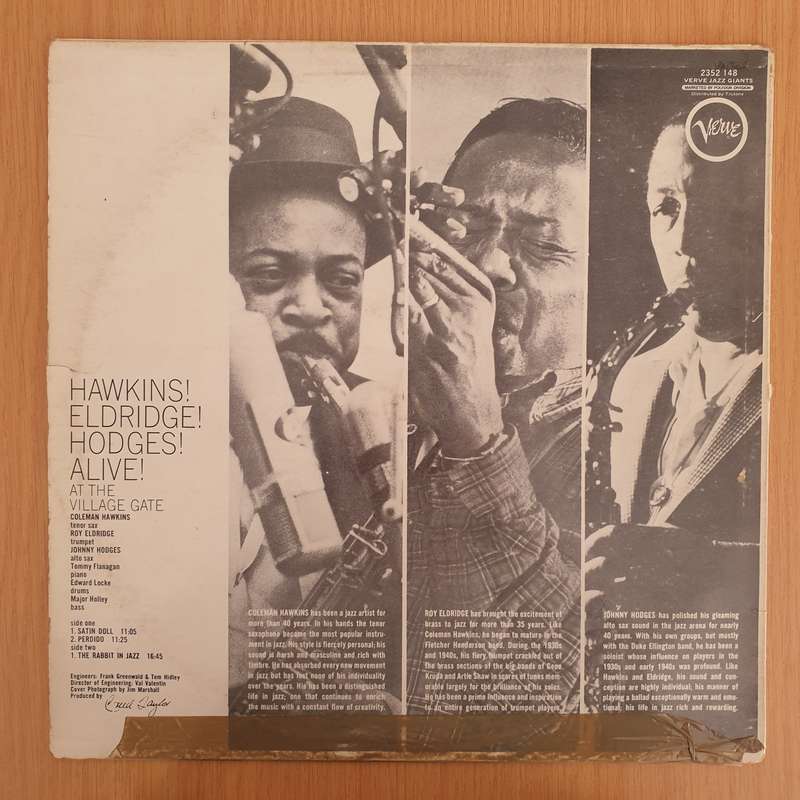 HAWKINS!
ELDRIDGE!
HODGES!
ALIVE!
AT THE
VILLAGE GATE
COLEMAN HAWKINS
tenor sax
ROY ELDRIDGE
trumpet
JOHNNY HODGES
alto sax
Tommy Flanagan
piano
Edward Locke
drums
Major Holley
bass
side one
1. SATIN DOLL 11:05
2. PERDIDO 11:25
side two
1. THE RABBIT IN JAZZ 16:45
Engineers: Frank Greenwald & Tom Hidley
Director of Engineering: Val Valentin
Cover Photograph by Jim Marshall
Produced by Creed Taylor
COLEMAN HAWKINS has been a jazz artist for
more than 40 years. In his hands the tenor
saxophone became the most popular instru-
ment in jazz. His style is fiercely personal; his
sound is harsh and masculine and rich with
timbre. He has absorbed every new movement
in jazz but has lost none of his individuality
over the years. His has been a distinguished
life in jazz, one that continues to enrich
the music with a constant flow of creativity.
ROY ELDRIDGE has brought the excitement of
brass to jazz for more than 35 years. Like
Coleman Hawkins, he began to mature in the
Fletcher Henderson band. During the 1930s
and 1940s, his fiery trumpet crackled out of
the brass sections of the big bands of Gene
Krupa and Artie Shaw in scores of tunes mem-
orable largely for the brilliance of his solos.
He has been a prime influence and inspiration
to an entire generation of trumpet players.
2352 148
VERVE JAZZ GIANTS
MARKETED BY POLYDOR DIVISION
Distributed by Trutone
Verve
JOHNNY HODGES has polished his gleaming
alto sax sound in the jazz arena for nearly
40 years. With his own groups, but mostly
with the Duke Ellington band, he has been a
soloist whose influence on players in the
1930s and early 1940s was profound. Like
Hawkins and Eldridge, his sound and con-
ception are highly individual; his manner of
playing a ballad exceptionally warm and emo-
tional; his life in jazz rich and rewarding.